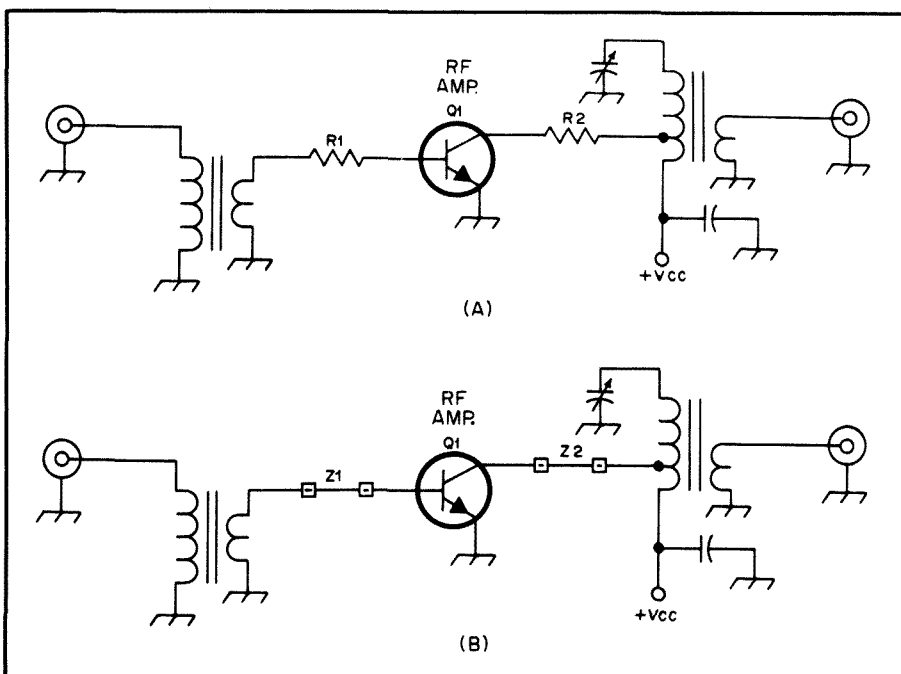 RF
AMP.
Q1
R1
R2
+VCC
(A)
RF
AMP.
Q1
Z1
Z2
+VCC
(B)